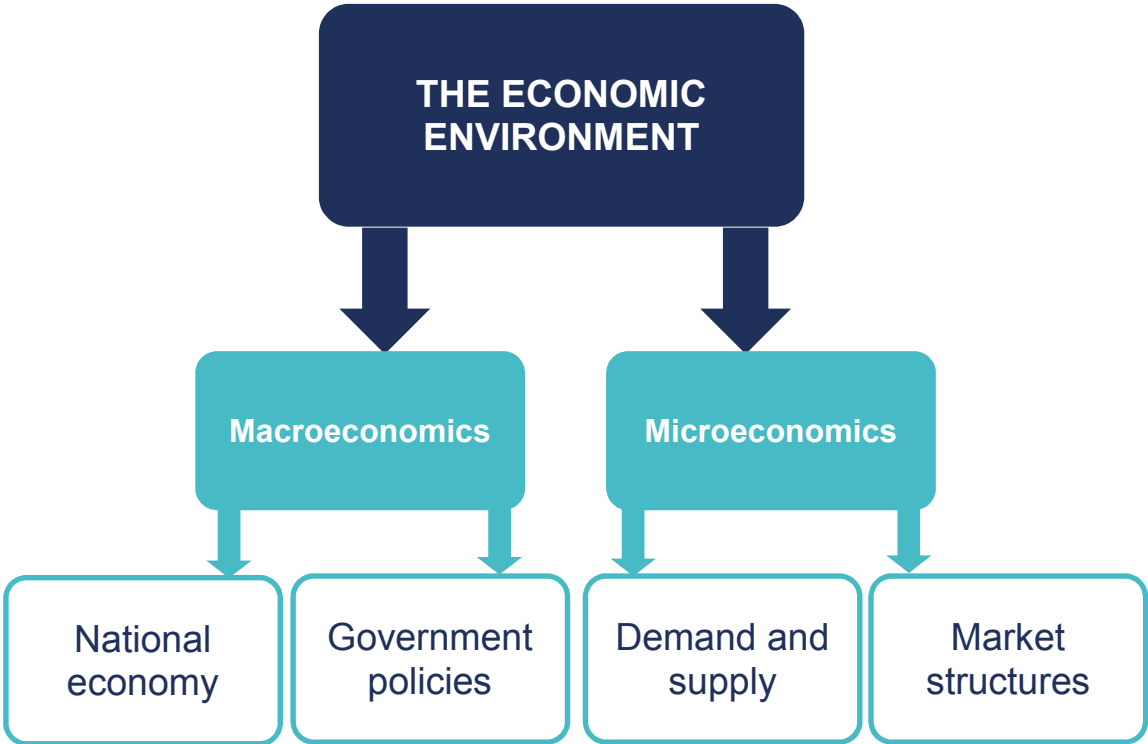 THE ECONOMIC
ENVIRONMENT
Macroeconomics
Microeconomics
National
economy
Government
policies
Demand and
supply
Market
structures